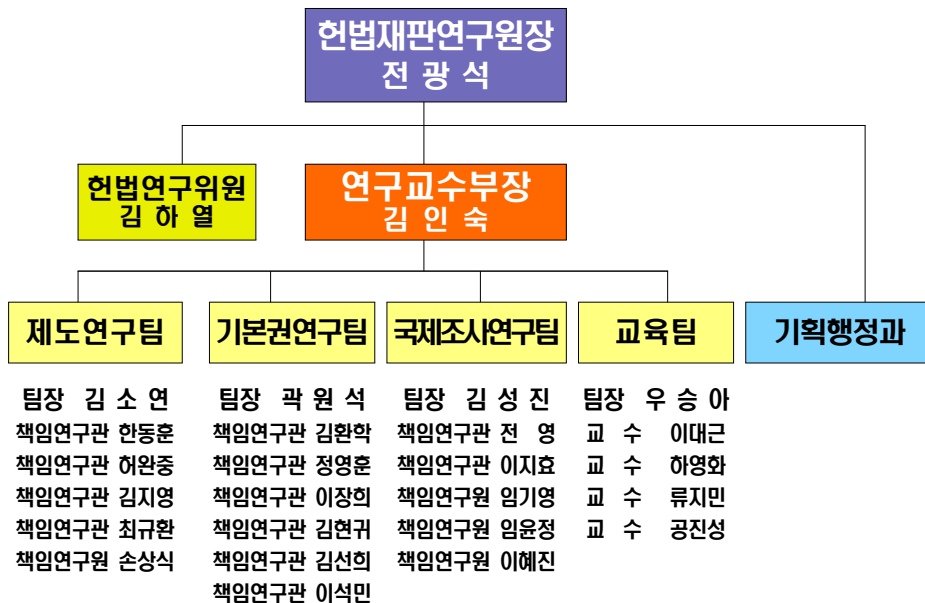 헌법재판연구원장
전 광 석
헌법연구위원
김 하 열
연구교수부장
김 인 숙
제도연구팀
기본권연구팀
국제조사연구팀
교육팀
기획행정과
팀장 김 소 연
책임연구관 한동훈
책임연구관 허완중
책임연구관 김지영
책임연구관 최규환
책임연구원 손상식
팀장 곽 원 석
책임연구관 김환학
책임연구관 정영훈
책임연구관 이장희
책임연구관 김현귀
책임연구관 김선희
책임연구관 이석민
팀장 김 성 진
책임연구관 전 영
책임연구관 이지효
책임연구원 임기영
책임연구원 임윤정
책임연구원 이혜진
팀장 우 승 아
교 수 이대근
교 수 하영화
교 수 류지민
교 수 공진성